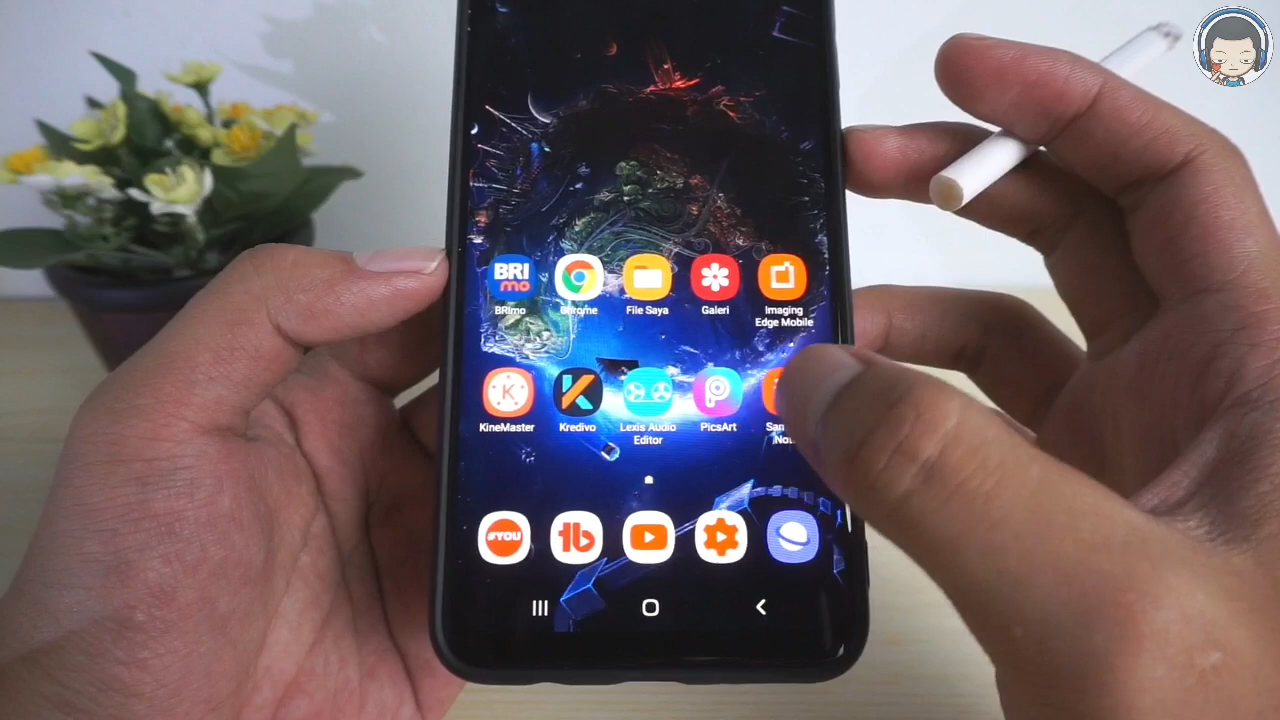 BRI
mo
BRImo
Chrome
File Saya
Galeri
Imaging
Edge Mobile
K
KineMaster
Kredivo
Lexis Audio
Editor
PicsArt
#YOU